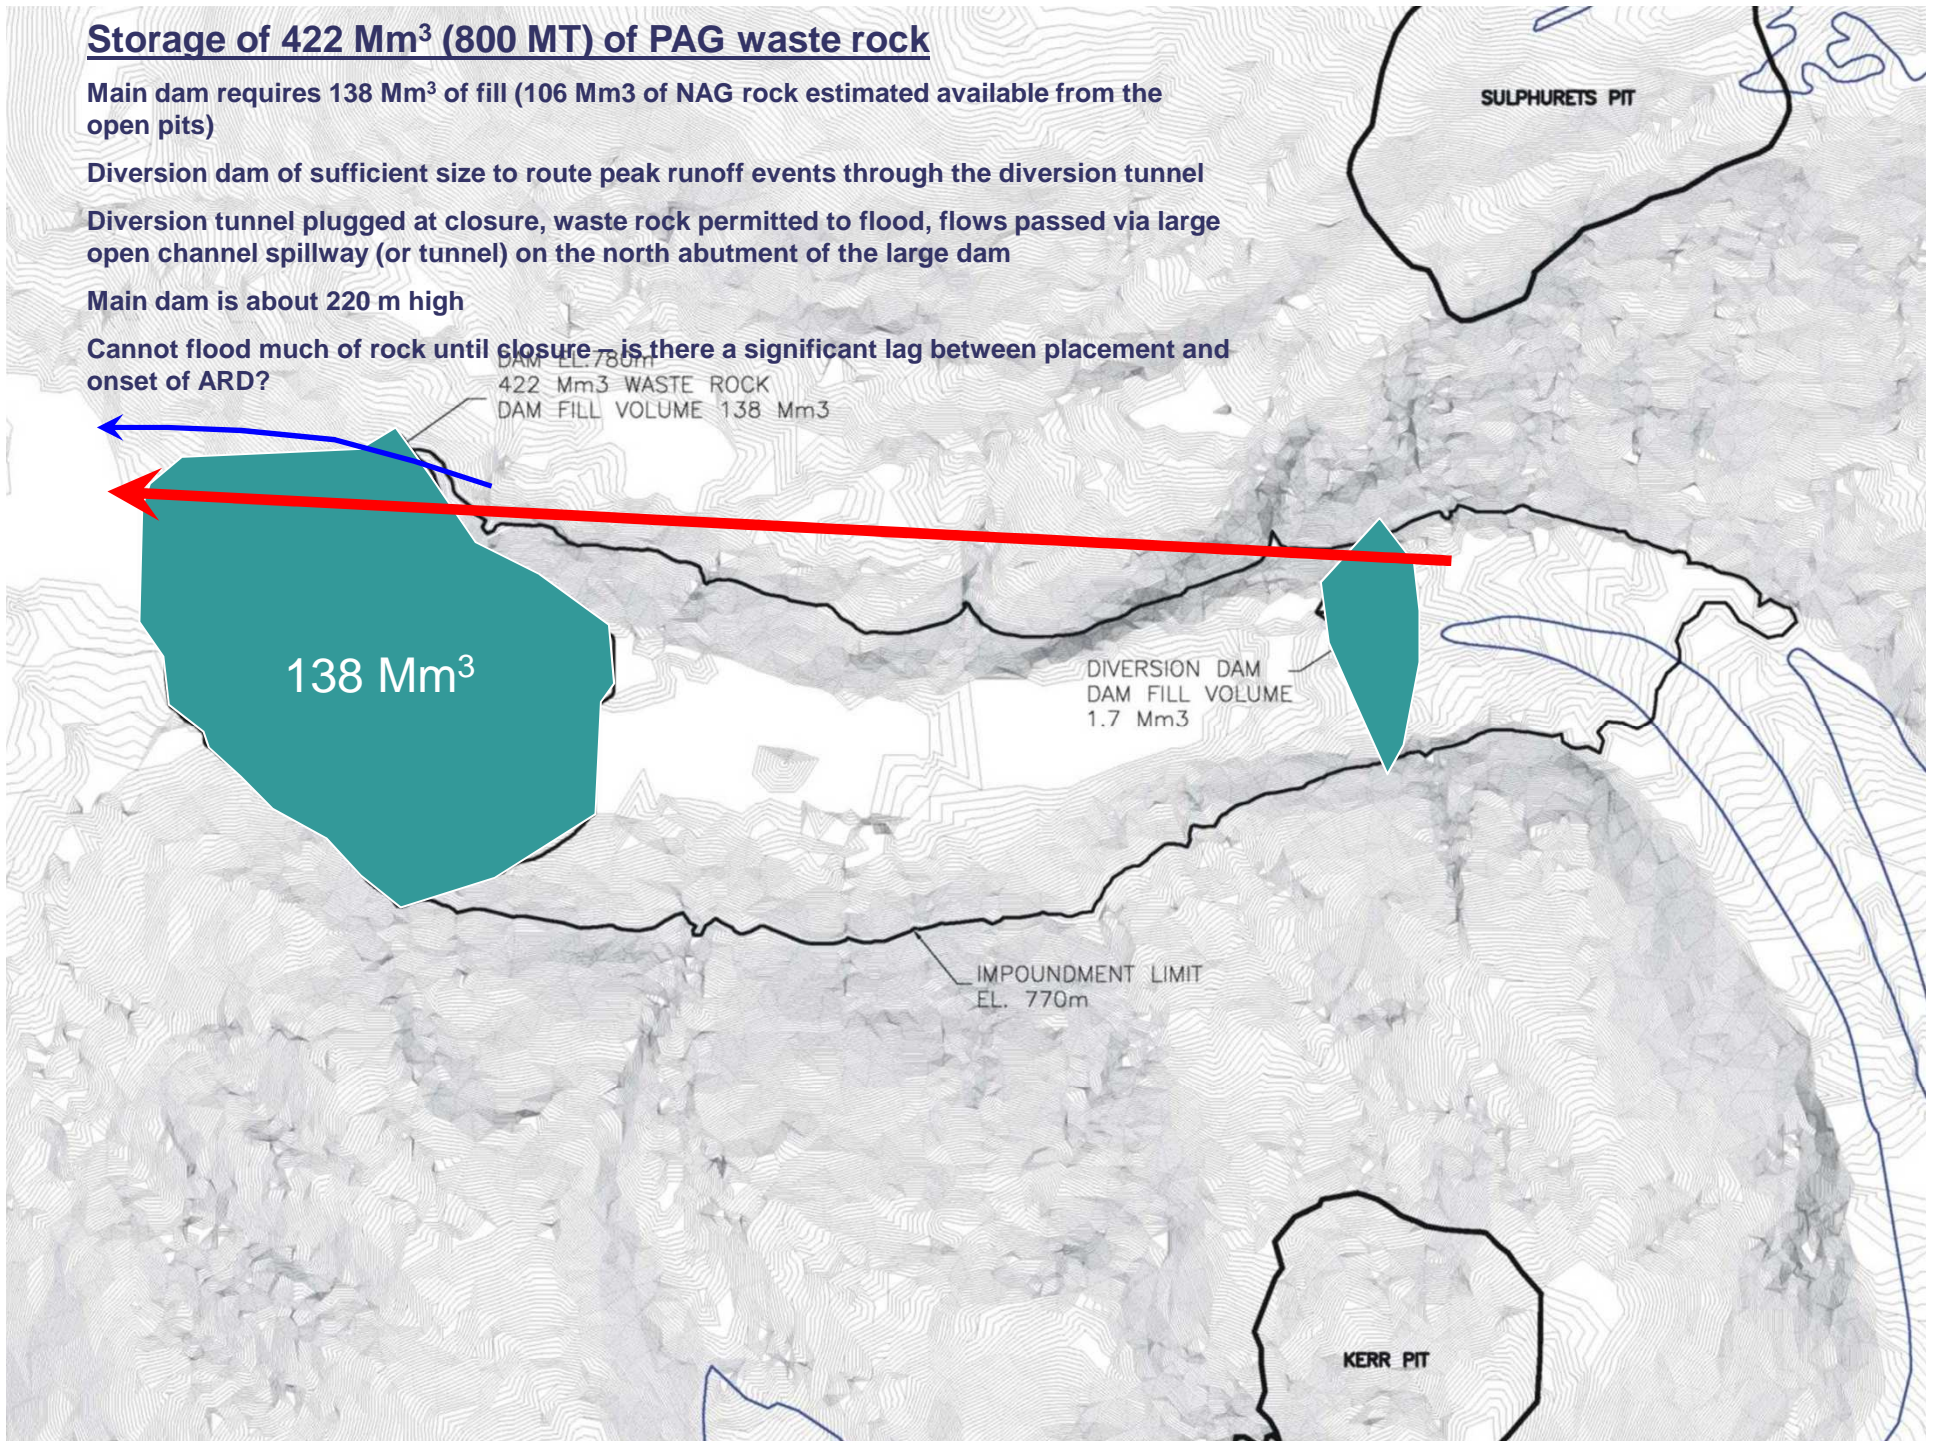 Storage of 422 Mm³ (800 MT) of PAG waste rock
Main dam requires 138 Mm³ of fill (106 Mm3 of NAG rock estimated available from the
open pits)
Diversion dam of sufficient size to route peak runoff events through the diversion tunnel
Diversion tunnel plugged at closure, waste rock permitted to flood, flows passed via large
open channel spillway (or tunnel) on the north abutment of the large dam
Main dam is about 220 m high
Cannot flood much of rock until closure – is there a significant lag between placement and
onset of ARD?
SULPHURETS PIT
DAM EL.780m
422 Mm3 WASTE ROCK
DAM FILL VOLUME 138 Mm3
138 Mm³
DIVERSION DAM
DAM FILL VOLUME
1.7 Mm3
IMPOUNDMENT LIMIT
EL. 770m
KERR PIT